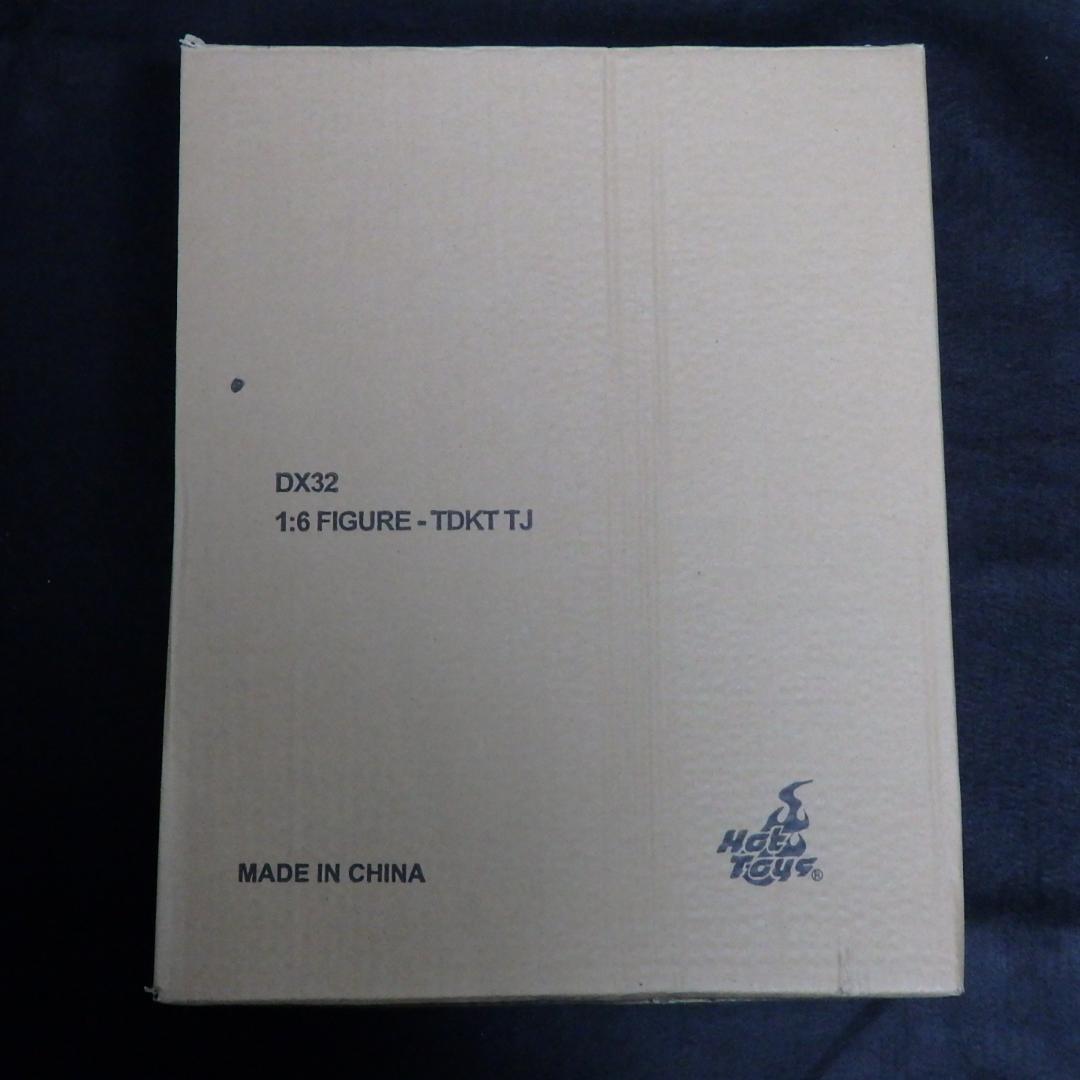 DX32
1:6 FIGURE - TDKT TJ
MADE IN CHINA
Hot
Toys®